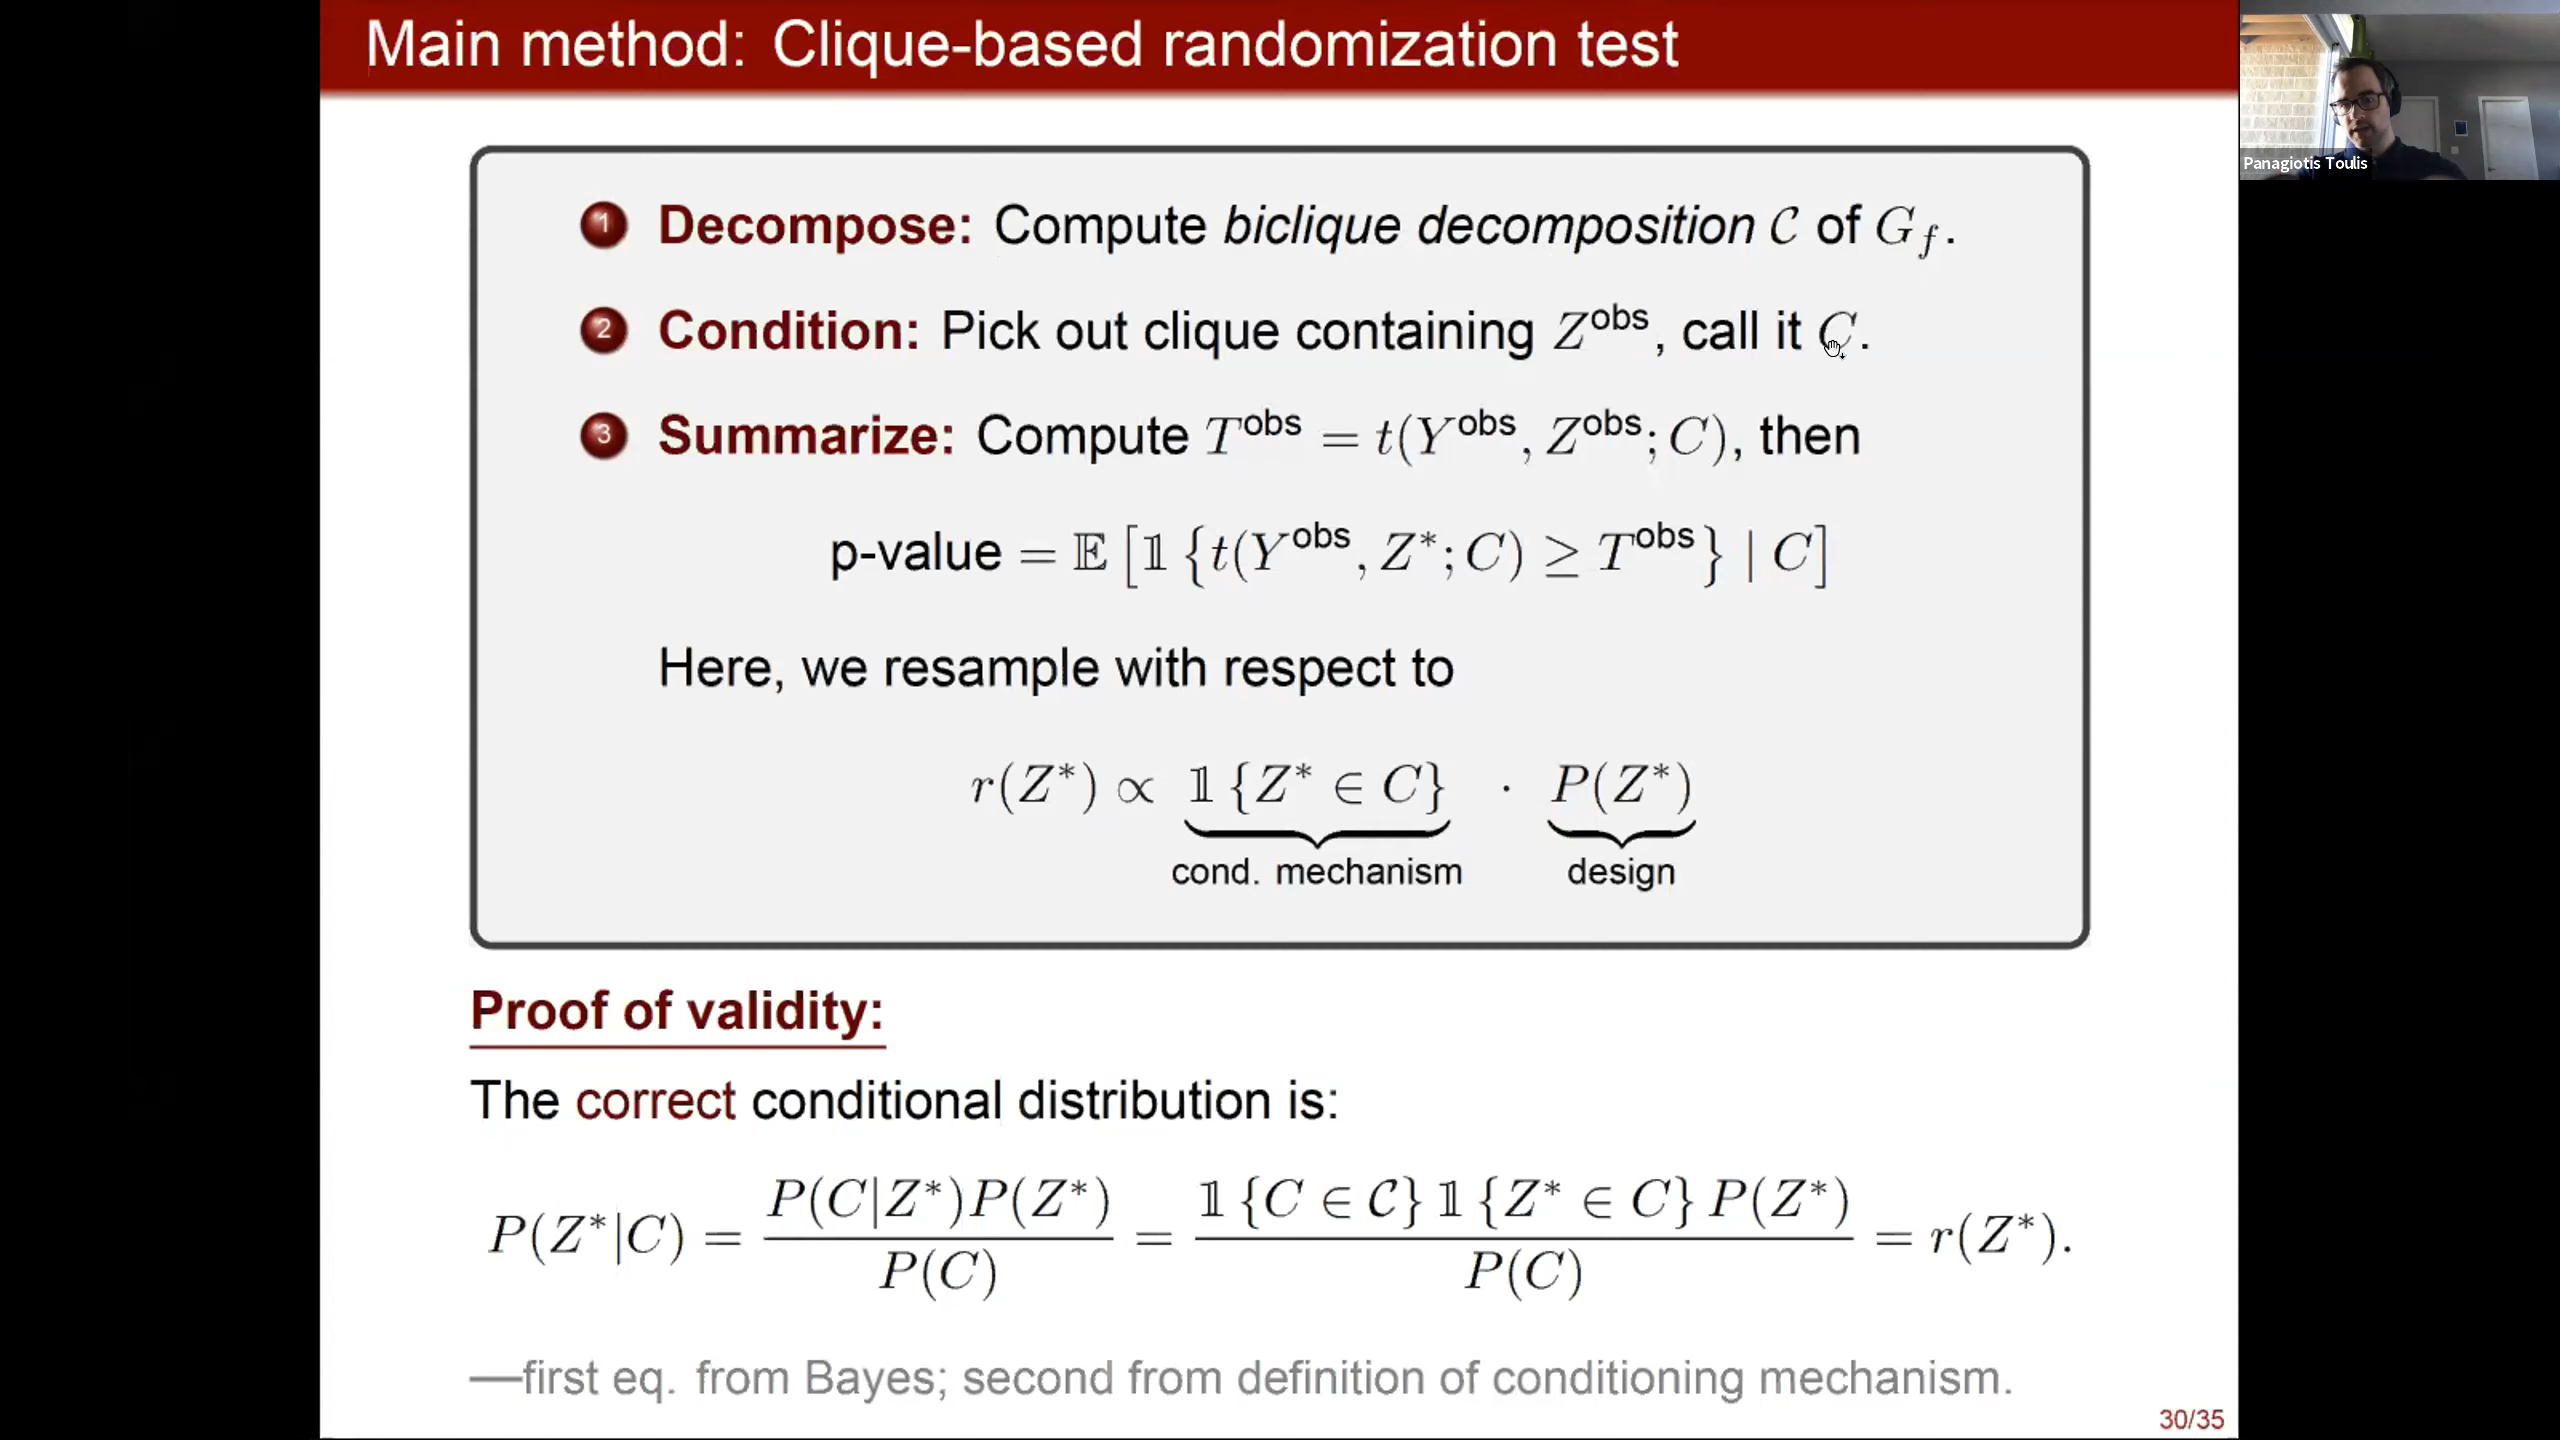 Main method: Clique-based randomization test
Panagiotis Toulis
1 Decompose: Compute biclique decomposition 𝒞 of G_f.
2 Condition: Pick out clique containing Z^obs, call it C.
3 Summarize: Compute T^obs = t(Y^obs, Z^obs; C), then
p-value = 𝔼 [𝟙 {t(Y^obs, Z*; C) ≥ T^obs} | C]
Here, we resample with respect to
r(Z*) ∝ 𝟙 {Z* ∈ C} · P(Z*)
cond. mechanism design
Proof of validity:
The correct conditional distribution is:
P(Z*|C) = P(C|Z*)P(Z*) / P(C) = 𝟙 {C ∈ 𝒞} 𝟙 {Z* ∈ C} P(Z*) / P(C) = r(Z*).
—first eq. from Bayes; second from definition of conditioning mechanism.
30/35